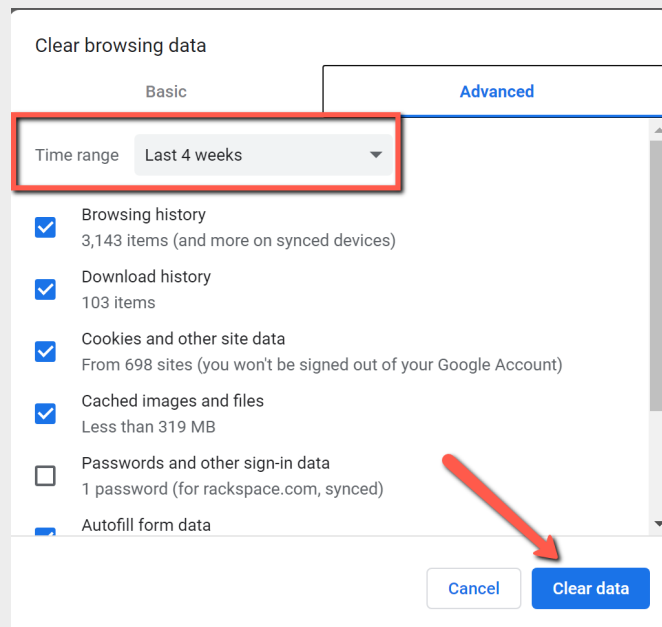 Clear browsing data
Basic
Advanced
Time range
Last 4 weeks
Browsing history
3,143 items (and more on synced devices)
Download history
103 items
Cookies and other site data
From 698 sites (you won't be signed out of your Google Account)
Cached images and files
Less than 319 MB
Passwords and other sign-in data
1 password (for rackspace.com, synced)
Autofill form data
Cancel
Clear data